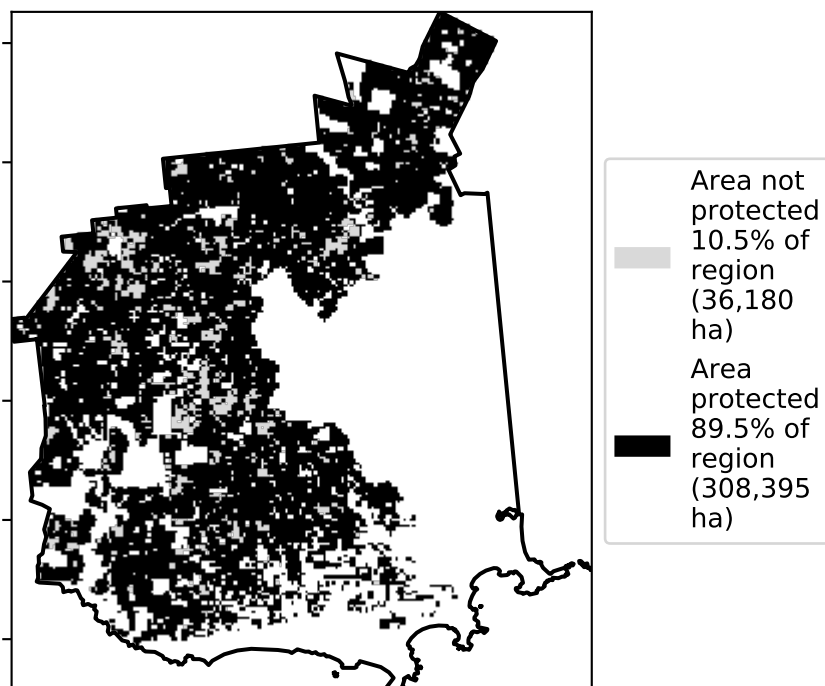 Area not
protected
10.5% of
region
(36,180
ha)
Area
protected
89.5% of
region
(308,395
ha)